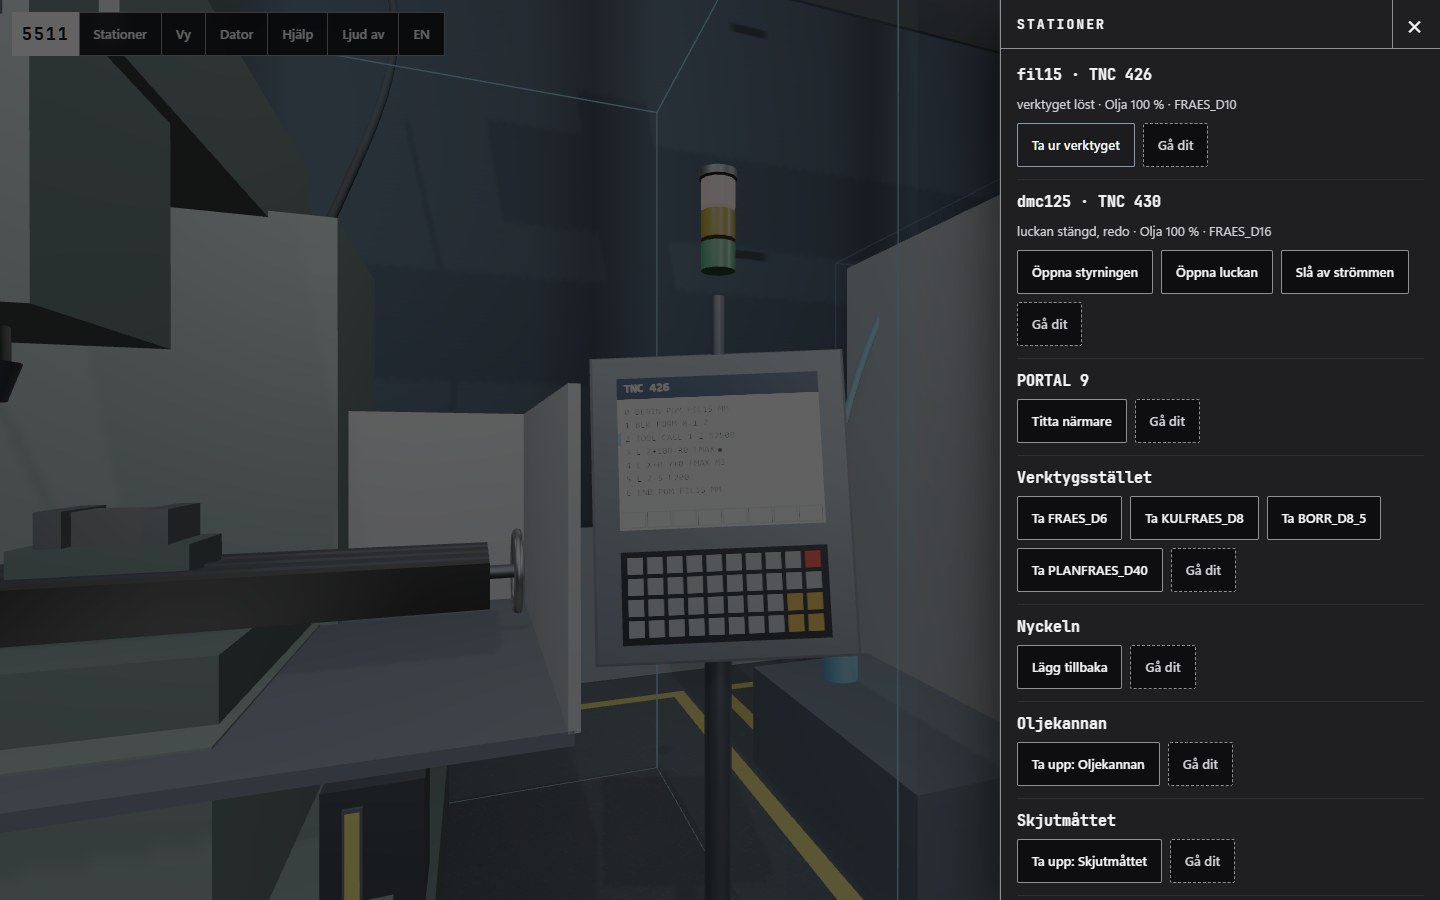 5511 Stationer Vy Dator Hjälp Ljud av EN
TNC 426
STATIONER
fil15 · TNC 426
verktyget löst · Olja 100 % · FRAES_D10
Ta ur verktyget Gå dit
dmc125 · TNC 430
luckan stängd, redo · Olja 100 % · FRAES_D16
Öppna styrningen Öppna luckan Slå av strömmen
Gå dit
PORTAL 9
Titta närmare Gå dit
Verktygsstället
Ta FRAES_D6 Ta KULFRAES_D8 Ta BORR_D8_5
Ta PLANFRAES_D40 Gå dit
Nyckeln
Lägg tillbaka Gå dit
Oljekannan
Ta upp: Oljekannan Gå dit
Skjutmåttet
Ta upp: Skjutmåttet Gå dit